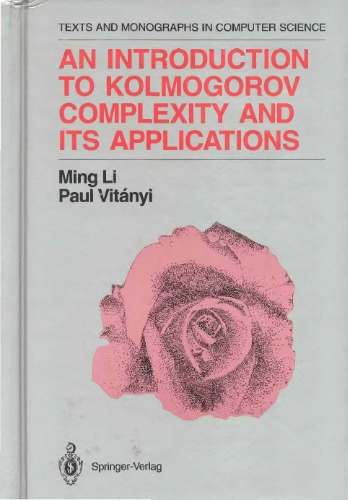 TEXTS AND MONOGRAPHS IN COMPUTER SCIENCE
AN INTRODUCTION
TO KOLMOGOROV
COMPLEXITY AND
ITS APPLICATIONS
Ming Li
Paul Vitányi
Springer-Verlag